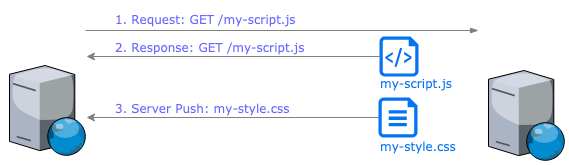 1. Request: GET /my-script.js
2. Response: GET /my-script.js
</>
my-script.js
3. Server Push: my-style.css
my-style.css